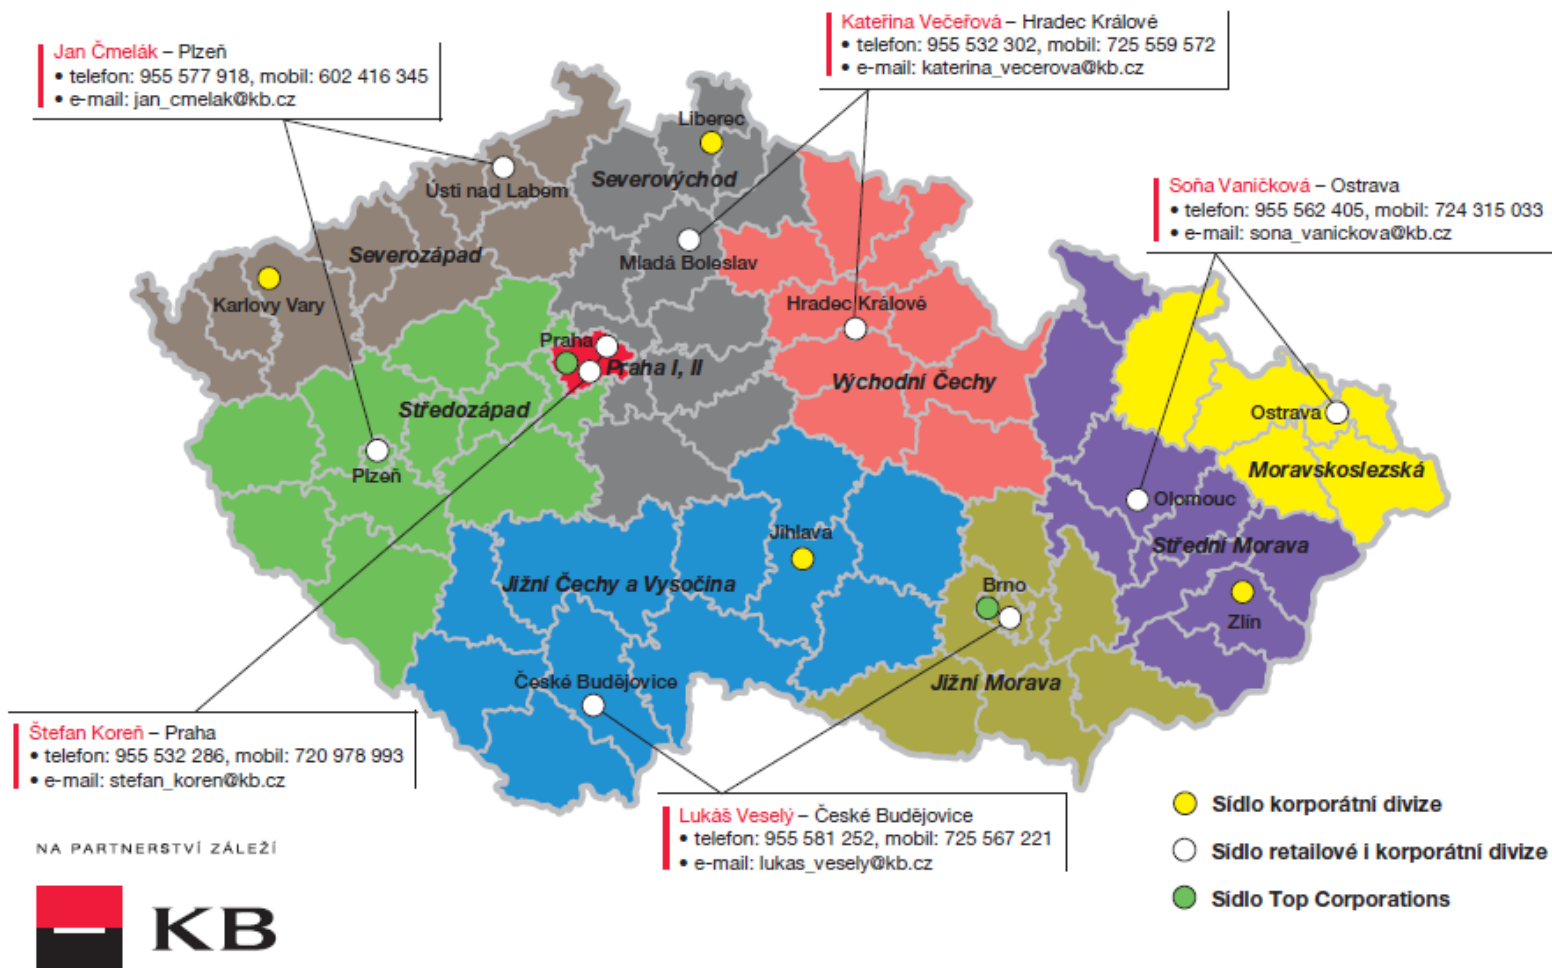 Kateřina Večeřová – Hradec Králové
• telefon: 955 532 302, mobil: 725 559 572
• e-mail: katerina_vecerova@kb.cz
Jan Čmelák – Plzeň
• telefon: 955 577 918, mobil: 602 416 345
• e-mail: jan_cmelak@kb.cz
Liberec
Severovýchod
Ústi nad Labem
Soňa Vaničková – Ostrava
• telefon: 955 562 405, mobil: 724 315 033
• e-mail: sona_vanickova@kb.cz
Severozápad
Mladá Boleslav
Karlovy Vary
Hradec Králové
Praha
Praha I, II
Východní Čechy
Středozápad
Ostrava
Plzeň
Moravskoslezská
Olomouc
Jihlava
Střední Morava
Jižní Čechy a Vysočina
Brno
Zlín
České Budějovice
Jižní Morava
Štefan Koreň – Praha
• telefon: 955 532 286, mobil: 720 978 993
• e-mail: stefan_koren@kb.cz
Lukáš Veselý – České Budějovice
• telefon: 955 581 252, mobil: 725 567 221
• e-mail: lukas_vesely@kb.cz
Sídlo korporátní divize
Sídlo retailové i korporátní divize
Sídlo Top Corporations
NA PARTNERSTVÍ ZÁLEŽÍ
KB